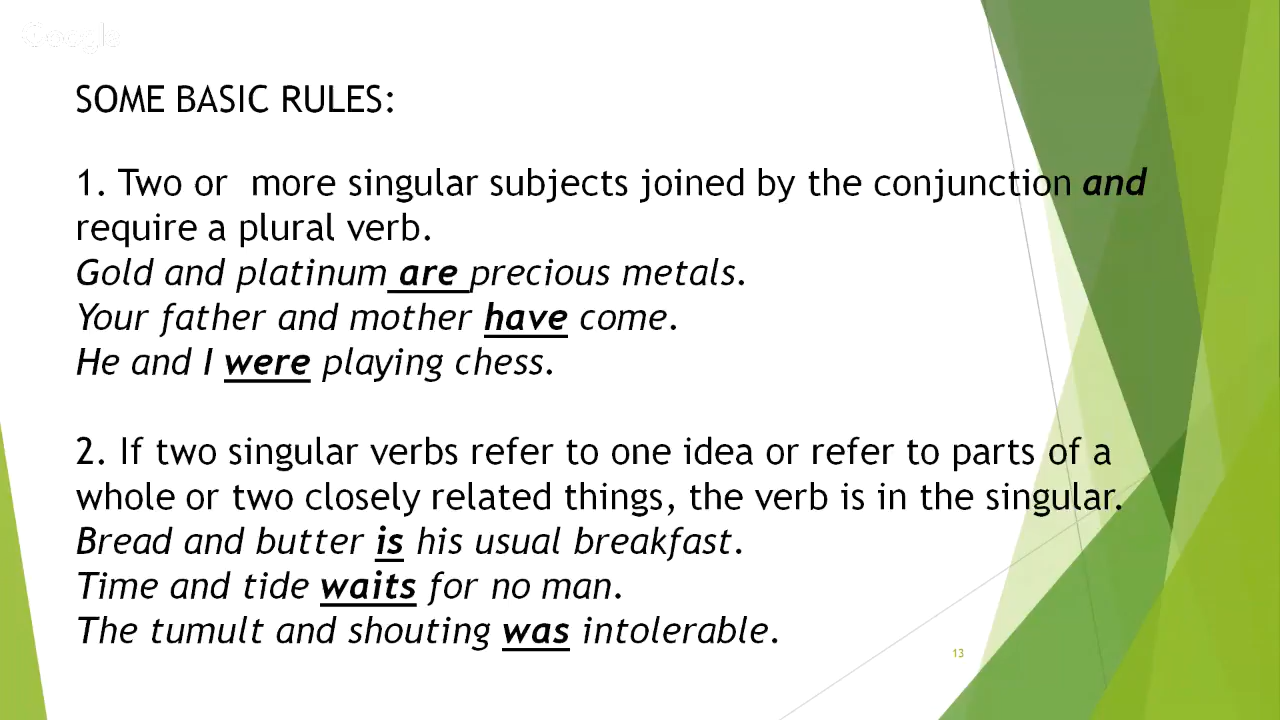 Google
SOME BASIC RULES:
1. Two or more singular subjects joined by the conjunction and
require a plural verb.
Gold and platinum are precious metals.
Your father and mother have come.
He and I were playing chess.
2. If two singular verbs refer to one idea or refer to parts of a
whole or two closely related things, the verb is in the singular.
Bread and butter is his usual breakfast.
Time and tide waits for no man.
The tumult and shouting was intolerable.
13